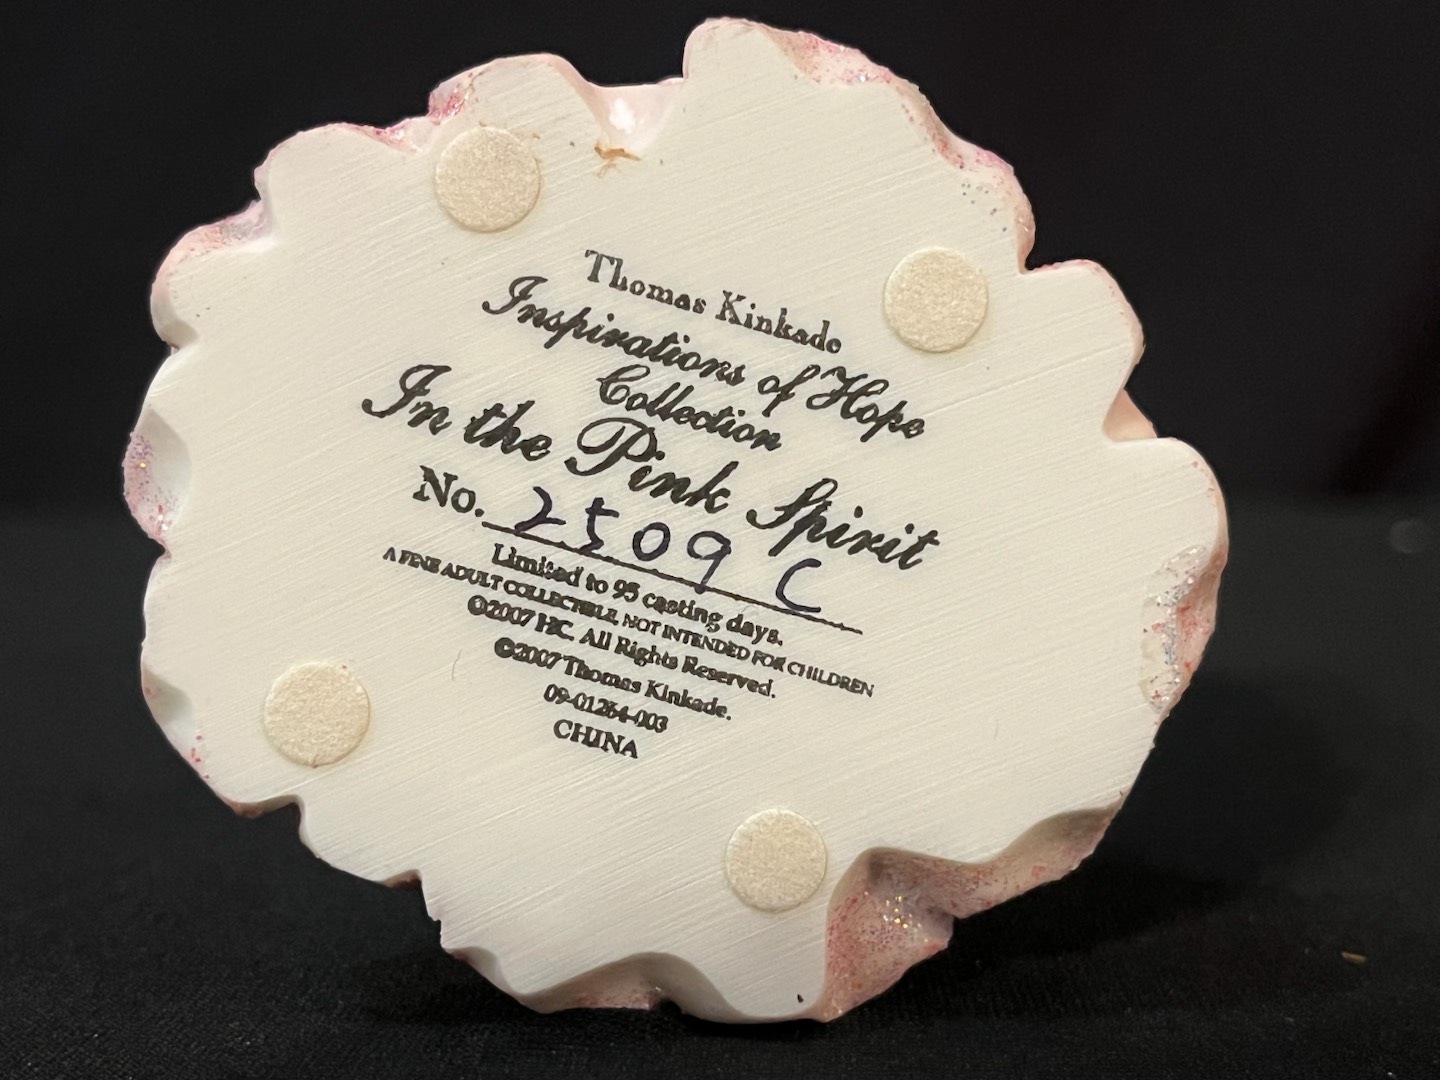 Thomas Kinkade
Inspirations of Hope
Collection
In the Pink Spirit
No. 2509 C
Limited to 95 casting days.
A FINE ADULT COLLECTIBLE, NOT INTENDED FOR CHILDREN
©2007 HC. All Rights Reserved.
©2007 Thomas Kinkade.
09-01264-003
CHINA